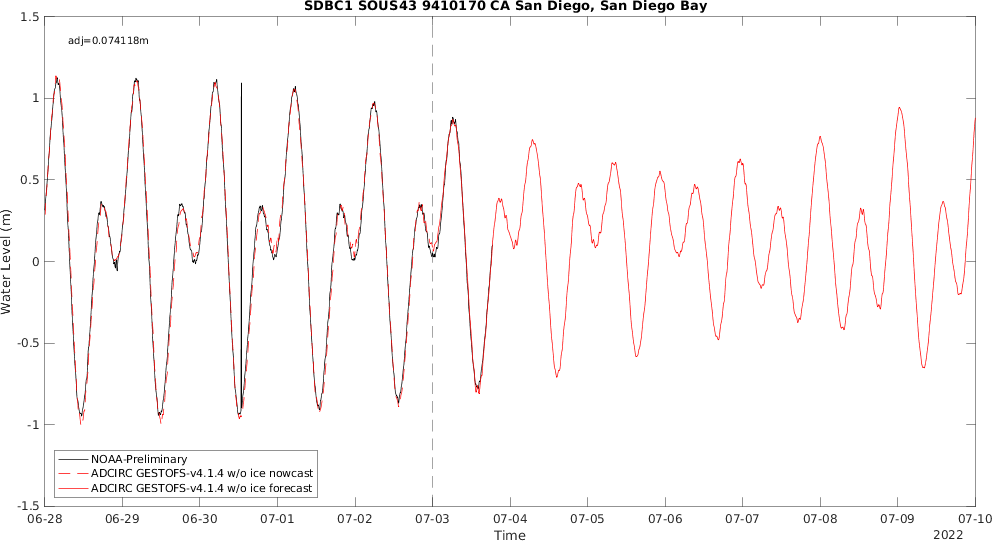 SDBC1 SOUS43 9410170 CA San Diego, San Diego Bay
adj=0.074118m
1.5
1
0.5
0
-0.5
-1
-1.5
Water Level (m)
NOAA-Preliminary
ADCIRC GESTOFS-v4.1.4 w/o ice nowcast
ADCIRC GESTOFS-v4.1.4 w/o ice forecast
06-28 06-29 06-30 07-01 07-02 07-03 07-04 07-05 07-06 07-07 07-08 07-09 07-10
Time
2022